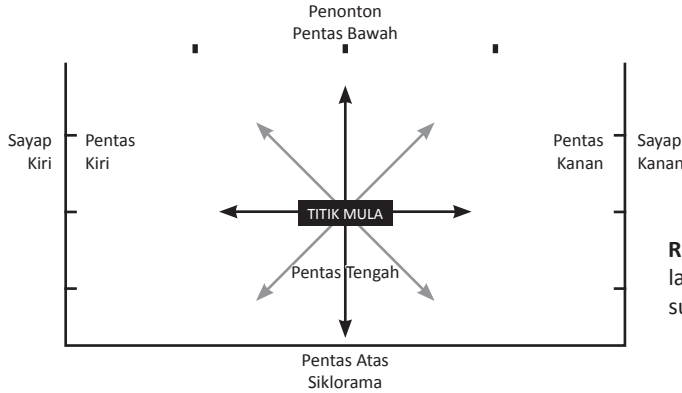 Penonton
Pentas Bawah
Sayap
Kiri
Pentas
Kiri
Pentas
Kanan
Sayap
Kanan
TITIK MULA
Pentas Tengah
Pentas Atas
Siklorama